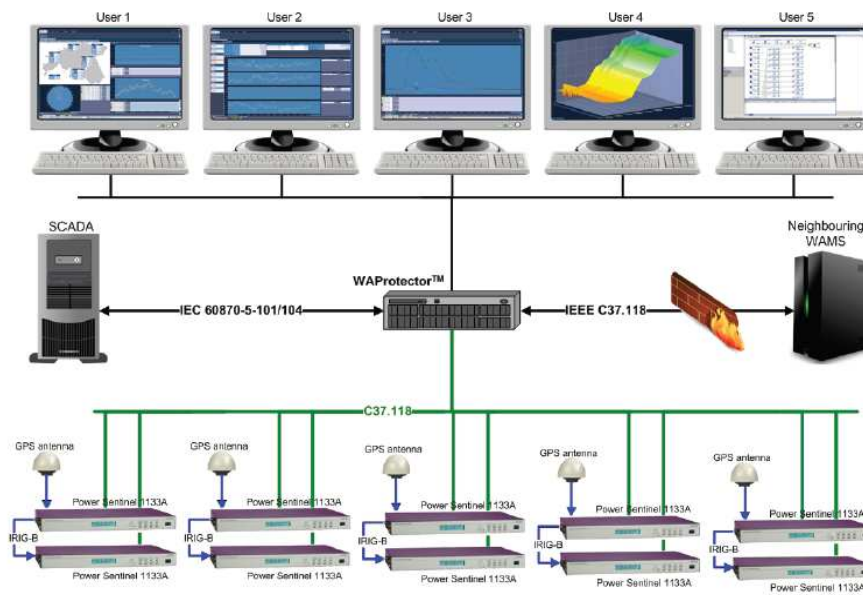 User 1
User 2
User 3
User 4
User 5
SCADA
Neighbouring
WAMS
WAProtector™
IEC 60870-5-101/104
IEEE C37.118
C37.118
GPS antenna
GPS antenna
GPS antenna
GPS antenna
GPS antenna
Power Sentinel 1133A
Power Sentinel 1133A
Power Sentinel 1133A
Power Sentinel 1133A
Power Sentinel 1133A
IRIG-B
IRIG-B
IRIG-B
IRIG-B
IRIG-B
Power Sentinel 1133A
Power Sentinel 1133A
Power Sentinel 1133A
Power Sentinel 1133A
Power Sentinel 1133A